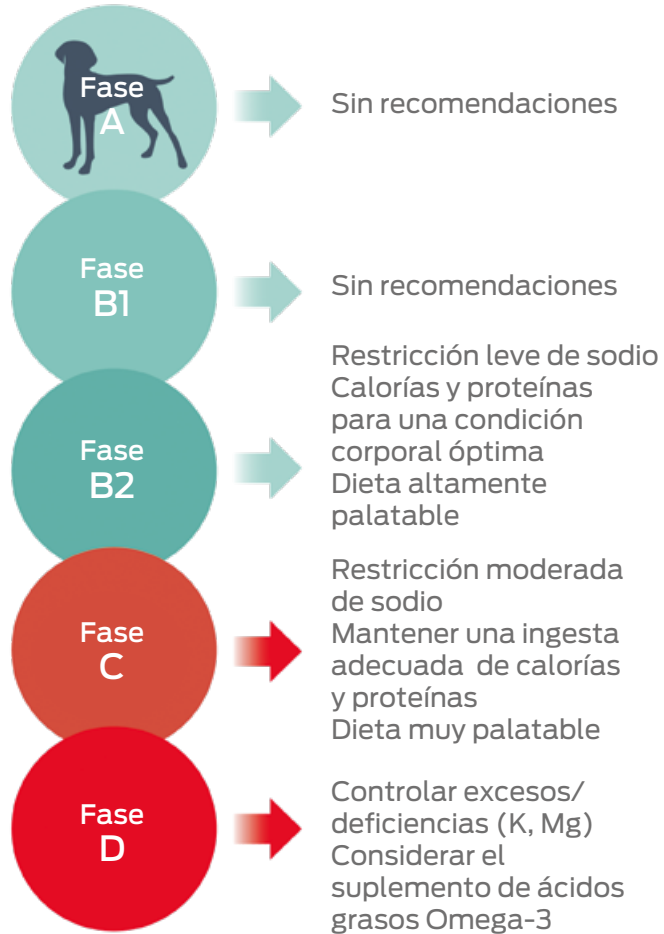 Fase
A
Sin recomendaciones
Fase
B1
Sin recomendaciones
Fase
B2
Restricción leve de sodio
Calorías y proteínas
para una condición
corporal óptima
Dieta altamente
palatable
Fase
C
Restricción moderada
de sodio
Mantener una ingesta
adecuada de calorías
y proteínas
Dieta muy palatable
Fase
D
Controlar excesos/
deficiencias (K, Mg)
Considerar el
suplemento de ácidos
grasos Omega-3